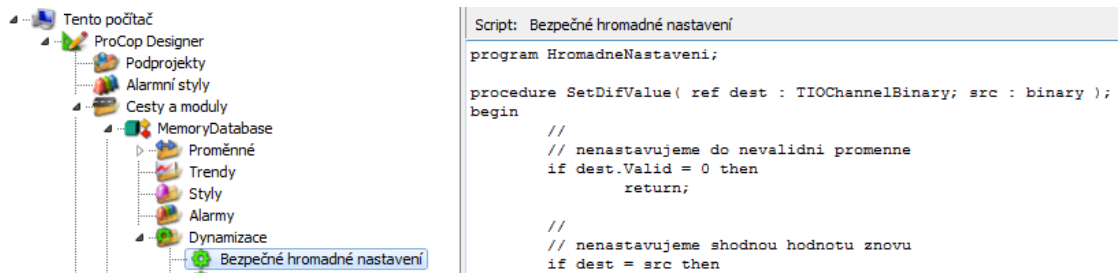 Tento počítač
ProCop Designer
Podprojekty
Alarmní styly
Cesty a moduly
MemoryDatabase
Proměnné
Trendy
Styly
Alarmy
Dynamizace
Bezpečné hromadné nastavení
Script: Bezpečné hromadné nastavení
program HromadneNastaveni;
procedure SetDifValue( ref dest : TIOChannelBinary; src : binary );
begin
//
// nenastavujeme do nevalidni promenne
if dest.Valid = 0 then
return;
//
// nenastavujeme shodnou hodnotu znovu
if dest = src then